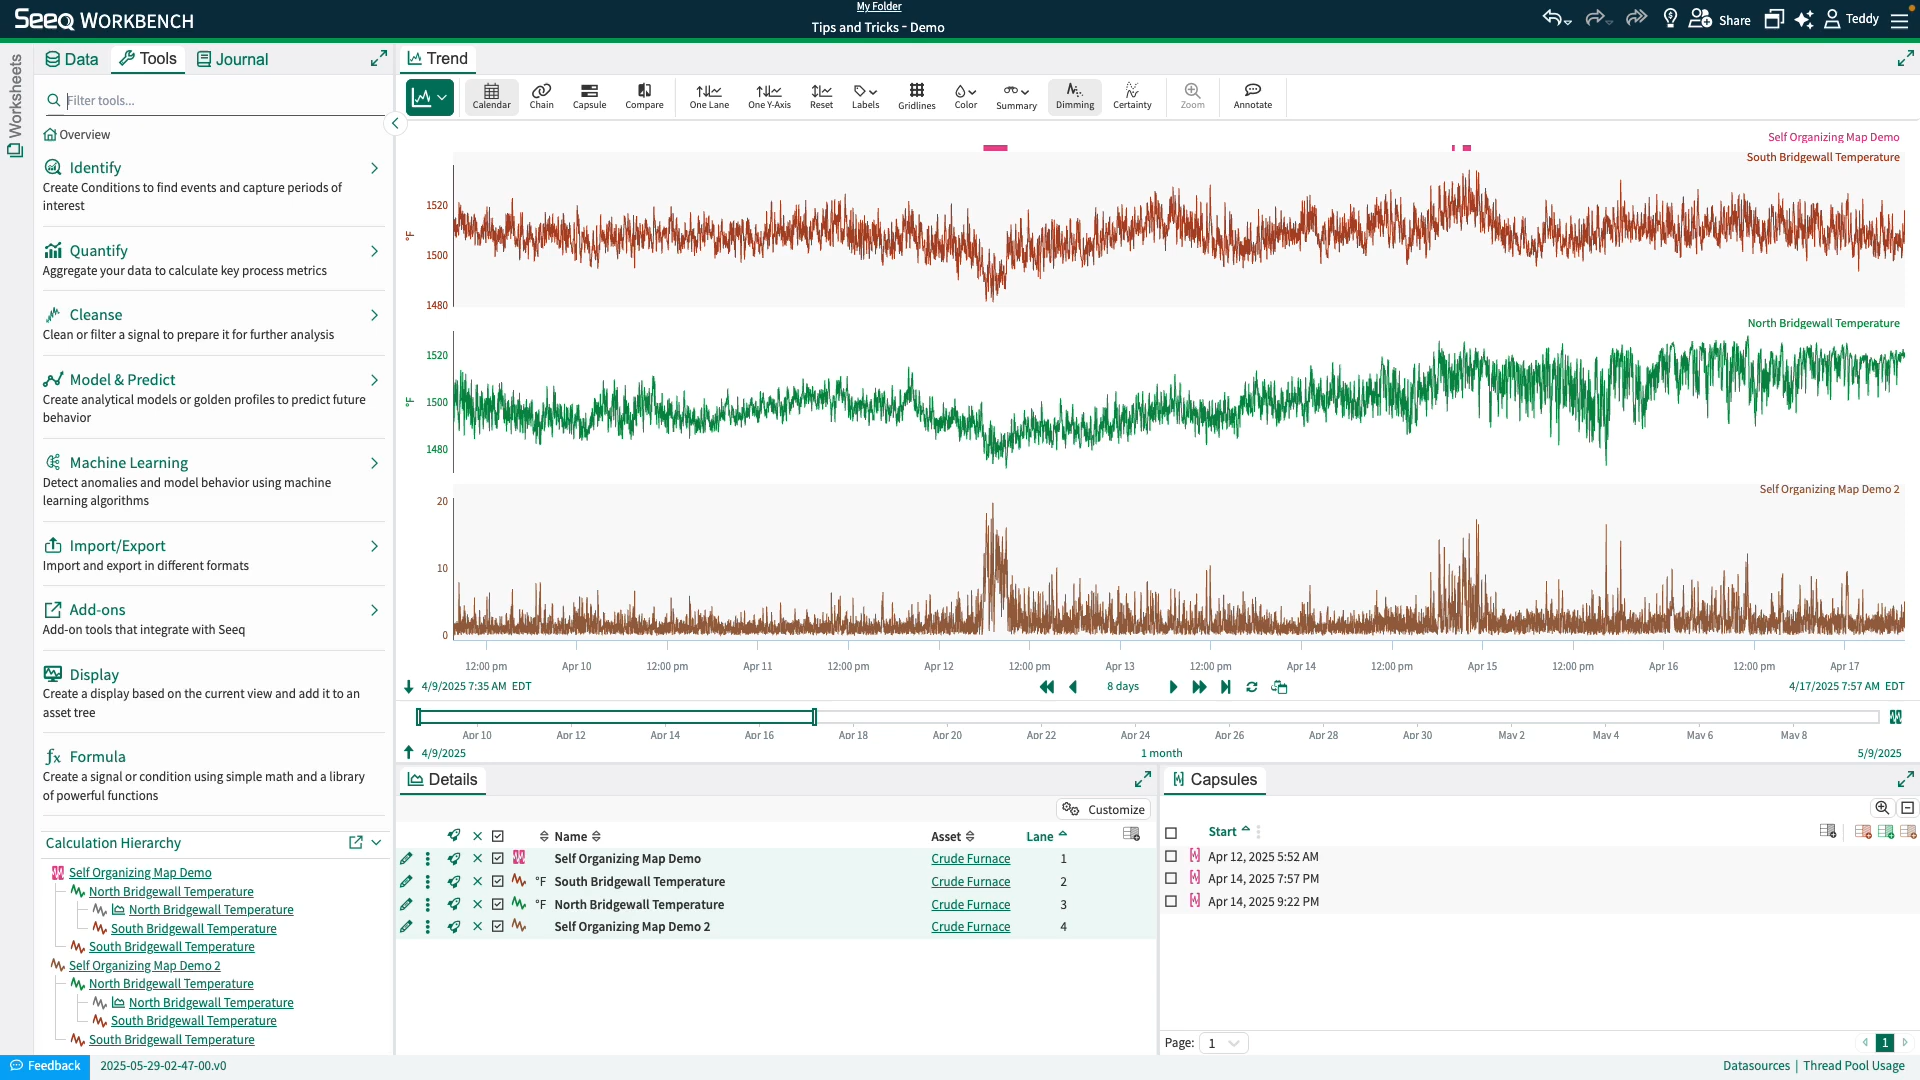 Seeq WORKBENCH
My Folder
Tips and Tricks - Demo
Share
Teddy
Worksheets
Data
Tools
Journal
Filter tools...
Overview
Identify
Create Conditions to find events and capture periods of
interest
Quantify
Aggregate your data to calculate key process metrics
Cleanse
Clean or filter a signal to prepare it for further analysis
Model & Predict
Create analytical models or golden profiles to predict future
behavior
Machine Learning
Detect anomalies and model behavior using machine
learning algorithms
Import/Export
Import and export in different formats
Add-ons
Add-on tools that integrate with Seeq
Display
Create a display based on the current view and add it to an
asset tree
Formula
Create a signal or condition using simple math and a library
of powerful functions
Calculation Hierarchy
Self Organizing Map Demo
North Bridgewall Temperature
North Bridgewall Temperature
South Bridgewall Temperature
South Bridgewall Temperature
Self Organizing Map Demo 2
North Bridgewall Temperature
North Bridgewall Temperature
South Bridgewall Temperature
South Bridgewall Temperature
Trend
Calendar Chain Capsule Compare One Lane One Y-Axis Reset Labels Gridlines Color Summary Dimming Certainty Zoom Annotate
Self Organizing Map Demo
South Bridgewall Temperature
1520
°F
1500
1480
North Bridgewall Temperature
1520
°F
1500
1480
Self Organizing Map Demo 2
20
10
0
12:00 pm Apr 10 12:00 pm Apr 11 12:00 pm Apr 12 12:00 pm Apr 13 12:00 pm Apr 14 12:00 pm Apr 15 12:00 pm Apr 16 12:00 pm Apr 17
4/9/2025 7:35 AM EDT 8 days 4/17/2025 7:57 AM EDT
Apr 10 Apr 12 Apr 14 Apr 16 Apr 18 Apr 20 Apr 22 Apr 24 Apr 26 Apr 28 Apr 30 May 2 May 4 May 6 May 8
4/9/2025 1 month 5/9/2025
Details
Customize
Name Asset Lane
Self Organizing Map Demo Crude Furnace 1
°F South Bridgewall Temperature Crude Furnace 2
°F North Bridgewall Temperature Crude Furnace 3
Self Organizing Map Demo 2 Crude Furnace 4
Capsules
Start
Apr 12, 2025 5:52 AM
Apr 14, 2025 7:57 PM
Apr 14, 2025 9:22 PM
Page: 1
1
Feedback
2025-05-29-02-47-00.v0
Datasources | Thread Pool Usage